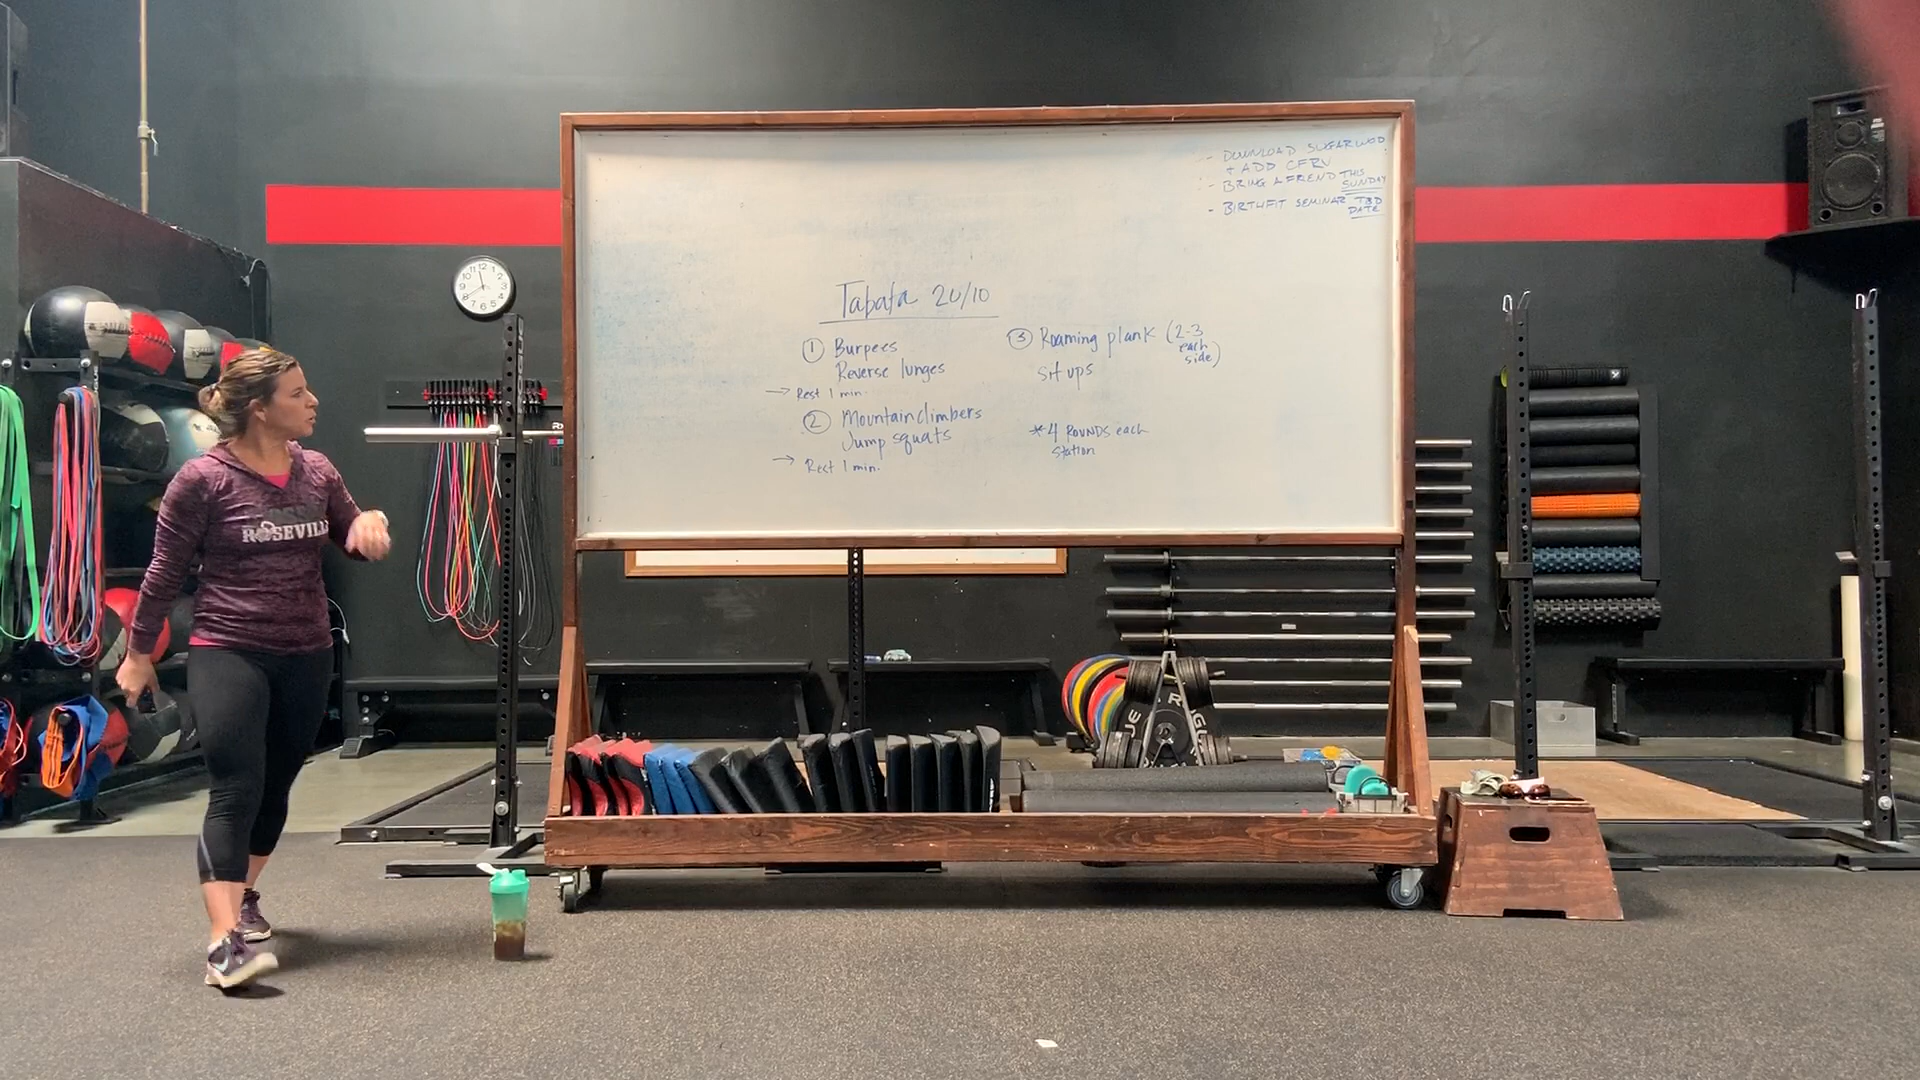 - DOWNLOAD SUGARWOD
+ ADD CFRV
- BRING A FREND THIS
SUNDAY
- BIRTHFIT SEMINAR TBD
DATE
Tabata 20/10
1 Burpees
Reverse lunges
→ Rest 1 min.
2 Mountainclimbers
Jump squats
→ Rest 1 min.
3 Roaming plank (2-3
each
side)
sit ups
*4 ROUNDS each
station
ROSEVILL
ROGUE